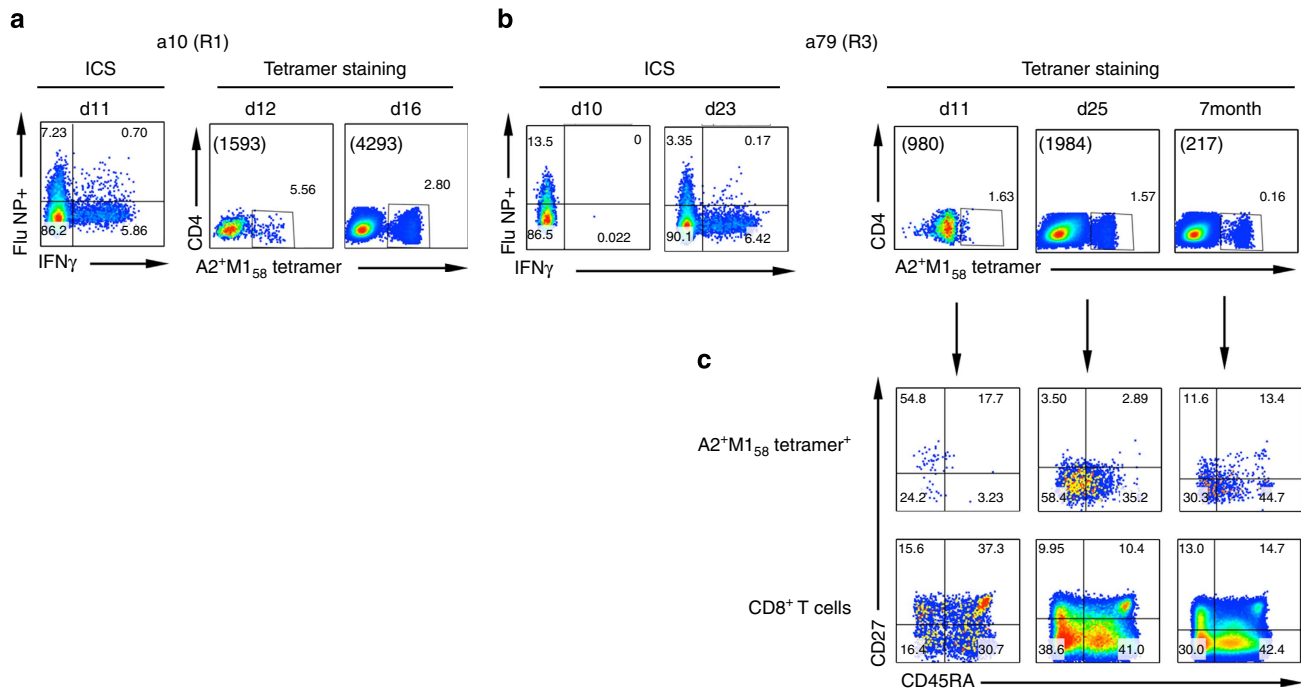 a
b
a10 (R1)
a79 (R3)
ICS
Tetramer staining
ICS
Tetraner staining
d11
d12
d16
d10
d23
d11
d25
7month
7.23
0.70
86.2
5.86
(1593)
5.56
(4293)
2.80
13.5
0
86.5
0.022
3.35
0.17
90.1
6.42
(980)
1.63
(1984)
1.57
(217)
0.16
Flu NP+
IFNγ
CD4
A2⁺M1₅₈ tetramer
Flu NP+
IFNγ
CD4
A2⁺M1₅₈ tetramer
c
A2⁺M1₅₈ tetramer⁺
54.8
17.7
24.2
3.23
3.50
2.89
58.4
35.2
11.6
13.4
30.3
44.7
CD8⁺ T cells
15.6
37.3
16.4
30.7
9.95
10.4
38.6
41.0
13.0
14.7
30.0
42.4
CD27
CD45RA